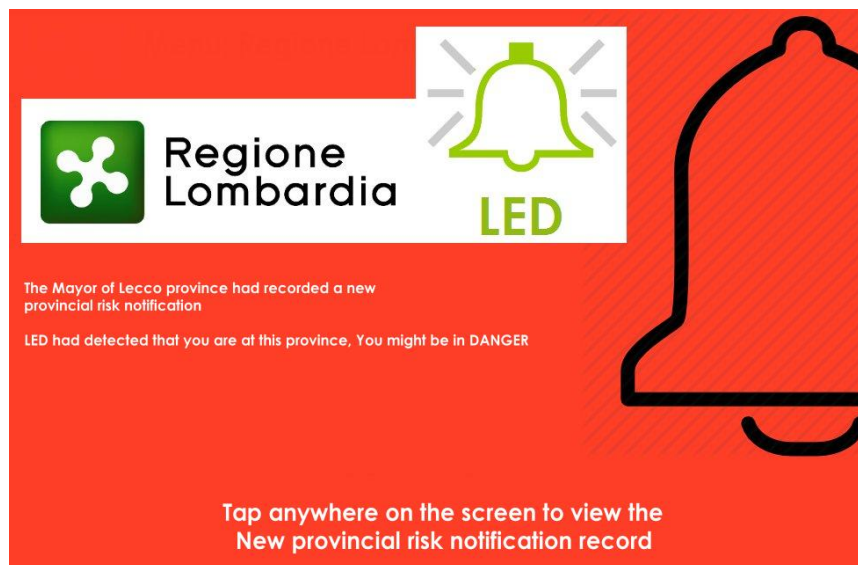 Regione
Lombardia
LED
The Mayor of Lecco province had recorded a new
provincial risk notification
LED had detected that you are at this province, You might be in DANGER
Tap anywhere on the screen to view the
New provincial risk notification record